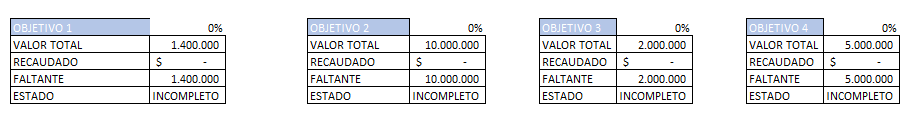 OBJETIVO 1 0%
VALOR TOTAL 1.400.000
RECAUDADO $ -
FALTANTE 1.400.000
ESTADO INCOMPLETO
OBJETIVO 2 0%
VALOR TOTAL 10.000.000
RECAUDADO $ -
FALTANTE 10.000.000
ESTADO INCOMPLETO
OBJETIVO 3 0%
VALOR TOTAL 2.000.000
RECAUDADO $ -
FALTANTE 2.000.000
ESTADO INCOMPLETO
OBJETIVO 4 0%
VALOR TOTAL 5.000.000
RECAUDADO $ -
FALTANTE 5.000.000
ESTADO INCOMPLETO